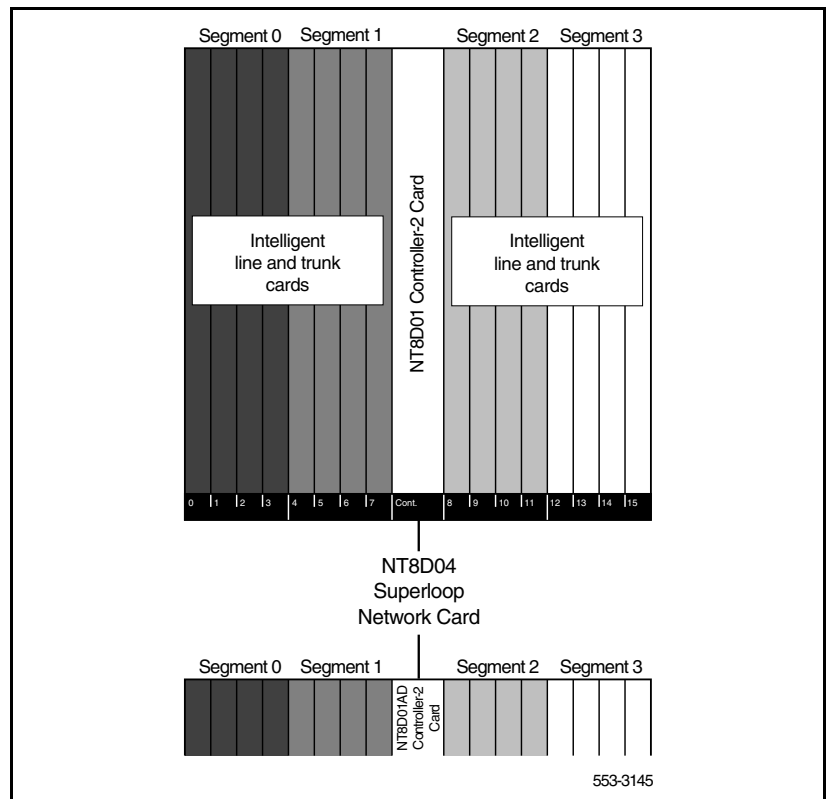 Segment 0 Segment 1 Segment 2 Segment 3
NT8D01 Controller-2 Card
Intelligent
line and trunk
cards
Intelligent
line and trunk
cards
0 1 2 3 4 5 6 7 Cont. 8 9 10 11 12 13 14 15
NT8D04
Superloop
Network Card
Segment 0 Segment 1 Segment 2 Segment 3
NT8D01AD
Controller-2
Card
553-3145